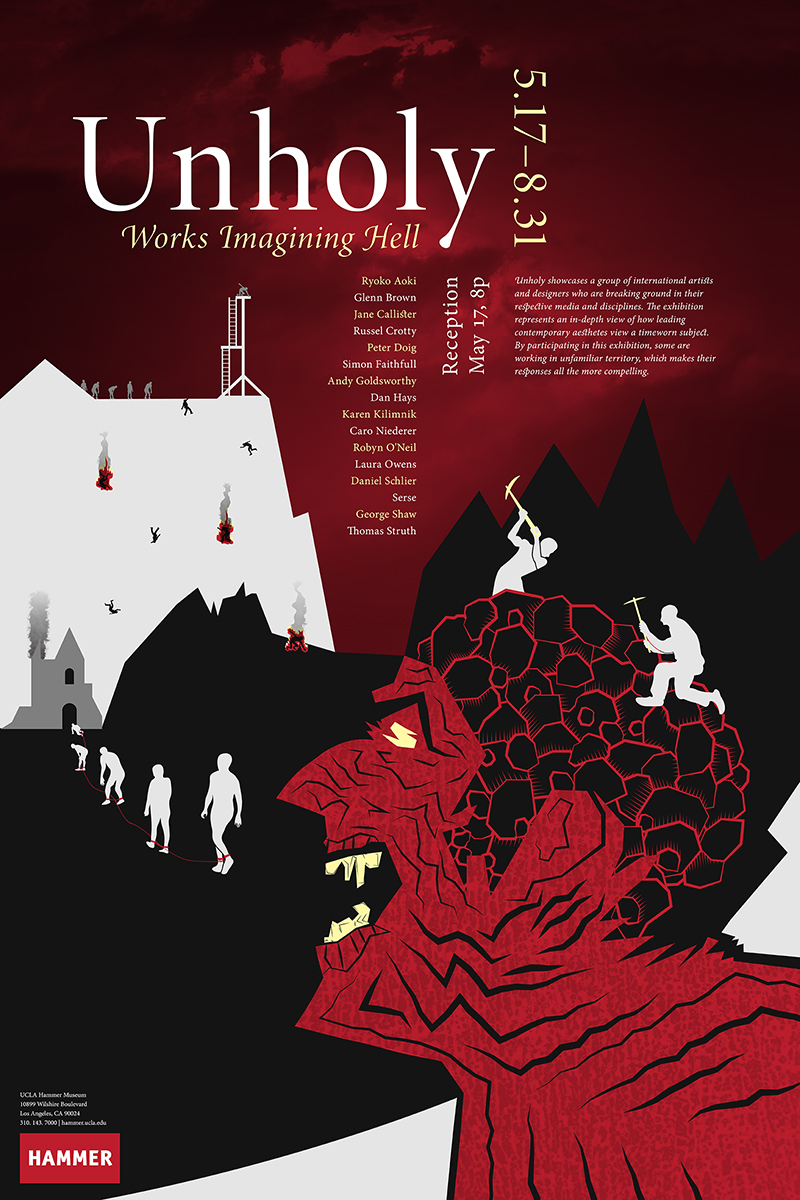 Unholy
Works Imagining Hell
5.17–8.31
Ryoko Aoki
Glenn Brown
Jane Callister
Russel Crotty
Peter Doig
Simon Faithfull
Andy Goldsworthy
Dan Hays
Karen Kilimnik
Caro Niederer
Robyn O'Neil
Laura Owens
Daniel Schlier
Serse
George Shaw
Thomas Struth
Reception
May 17, 8p
Unholy showcases a group of international artists
and designers who are breaking ground in their
respective media and disciplines. The exhibition
represents an in-depth view of how leading
contemporary aesthetes view a timeworn subject.
By participating in this exhibition, some are
working in unfamiliar territory, which makes their
responses all the more compelling.
UCLA Hammer Museum
10899 Wilshire Boulevard
Los Angeles, CA 90024
310. 143. 7000 | hammer.ucla.edu
HAMMER